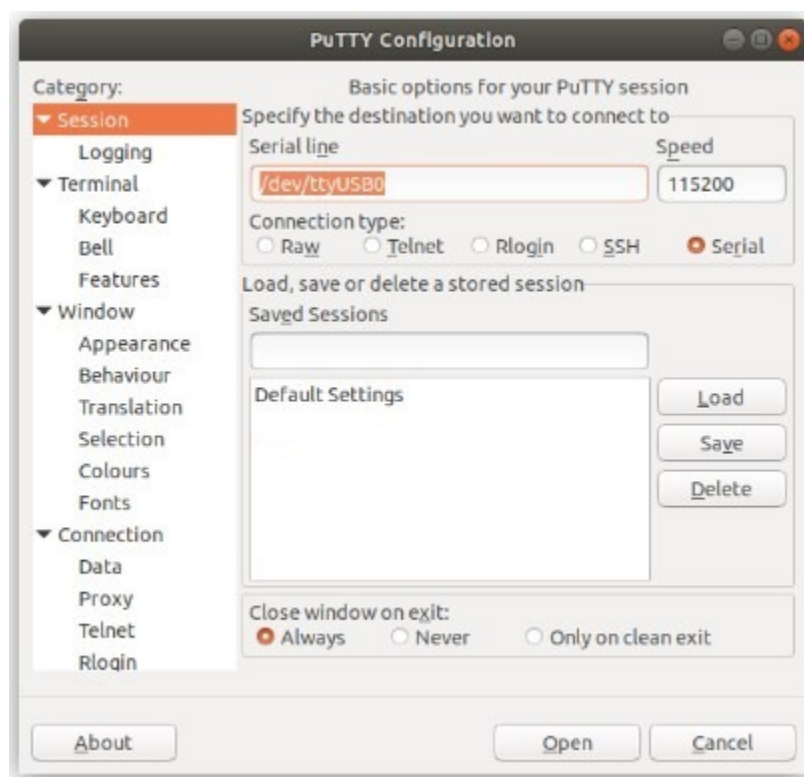 PuTTY Configuration
Category:
Session
Logging
Terminal
Keyboard
Bell
Features
Window
Appearance
Behaviour
Translation
Selection
Colours
Fonts
Connection
Data
Proxy
Telnet
Rlogin
Basic options for your PuTTY session
Specify the destination you want to connect to
Serial line Speed
/dev/ttyUSB0 115200
Connection type:
Raw Telnet Rlogin SSH Serial
Load, save or delete a stored session
Saved Sessions
Default Settings
Load
Save
Delete
Close window on exit:
Always Never Only on clean exit
About Open Cancel